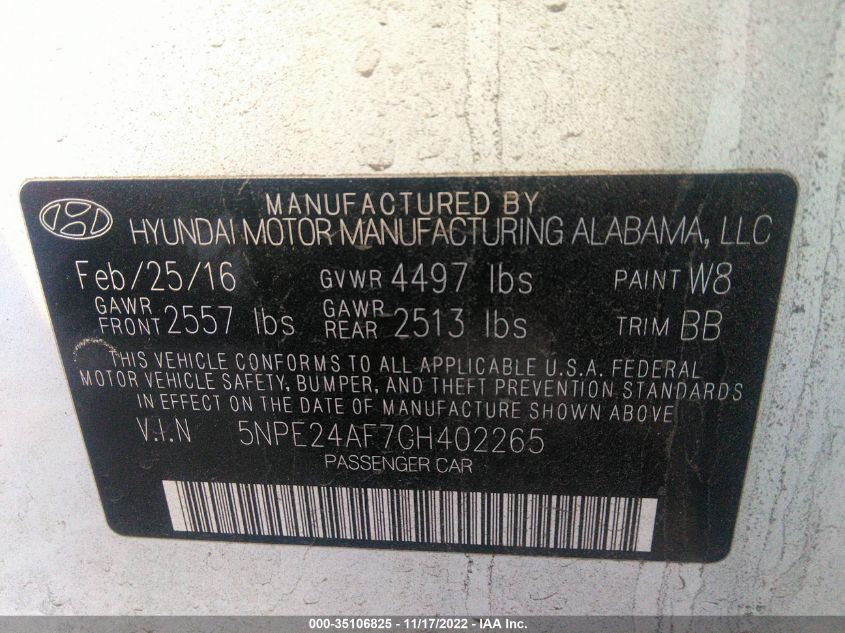 MANUFACTURED BY
HYUNDAI MOTOR MANUFACTURING ALABAMA, LLC
Feb/25/16 GVWR 4497 lbs PAINT W8
GAWR FRONT 2557 lbs GAWR REAR 2513 lbs TRIM BB
THIS VEHICLE CONFORMS TO ALL APPLICABLE U.S.A. FEDERAL
MOTOR VEHICLE SAFETY, BUMPER, AND THEFT PREVENTION STANDARDS
IN EFFECT ON THE DATE OF MANUFACTURE SHOWN ABOVE.
V.I.N 5NPE24AF7GH402265
PASSENGER CAR
000-35106825 - 11/17/2022 - IAA Inc.